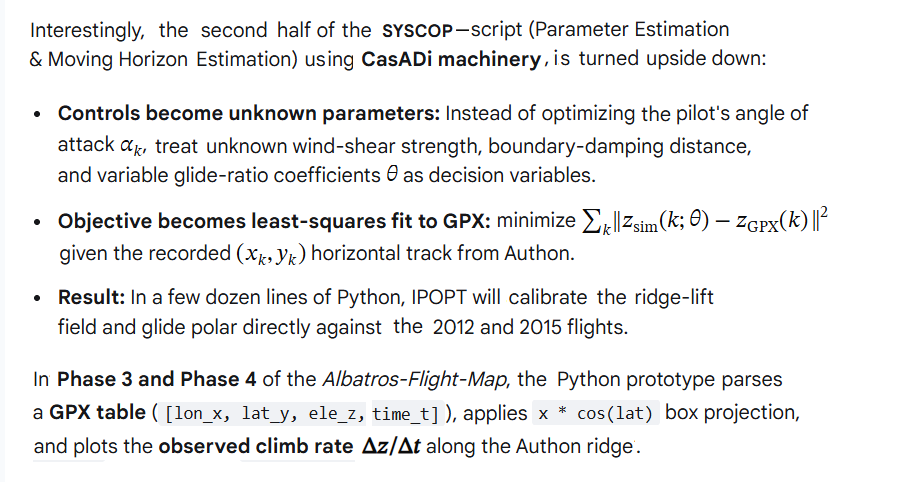 Interestingly, the second half of the SYSCOP–script (Parameter Estimation
& Moving Horizon Estimation) using CasADi machinery, is turned upside down:
• Controls become unknown parameters: Instead of optimizing the pilot's angle of
attack αₖ, treat unknown wind-shear strength, boundary-damping distance,
and variable glide-ratio coefficients θ as decision variables.
• Objective becomes least-squares fit to GPX: minimize ∑ₖ‖z_sim(k; θ) − z_GPX(k)‖²
given the recorded (xₖ, yₖ) horizontal track from Authon.
• Result: In a few dozen lines of Python, IPOPT will calibrate the ridge-lift
field and glide polar directly against the 2012 and 2015 flights.
In Phase 3 and Phase 4 of the Albatros-Flight-Map, the Python prototype parses
a GPX table ( [lon_x, lat_y, ele_z, time_t] ), applies x * cos(lat) box projection,
and plots the observed climb rate Δz/Δt along the Authon ridge.